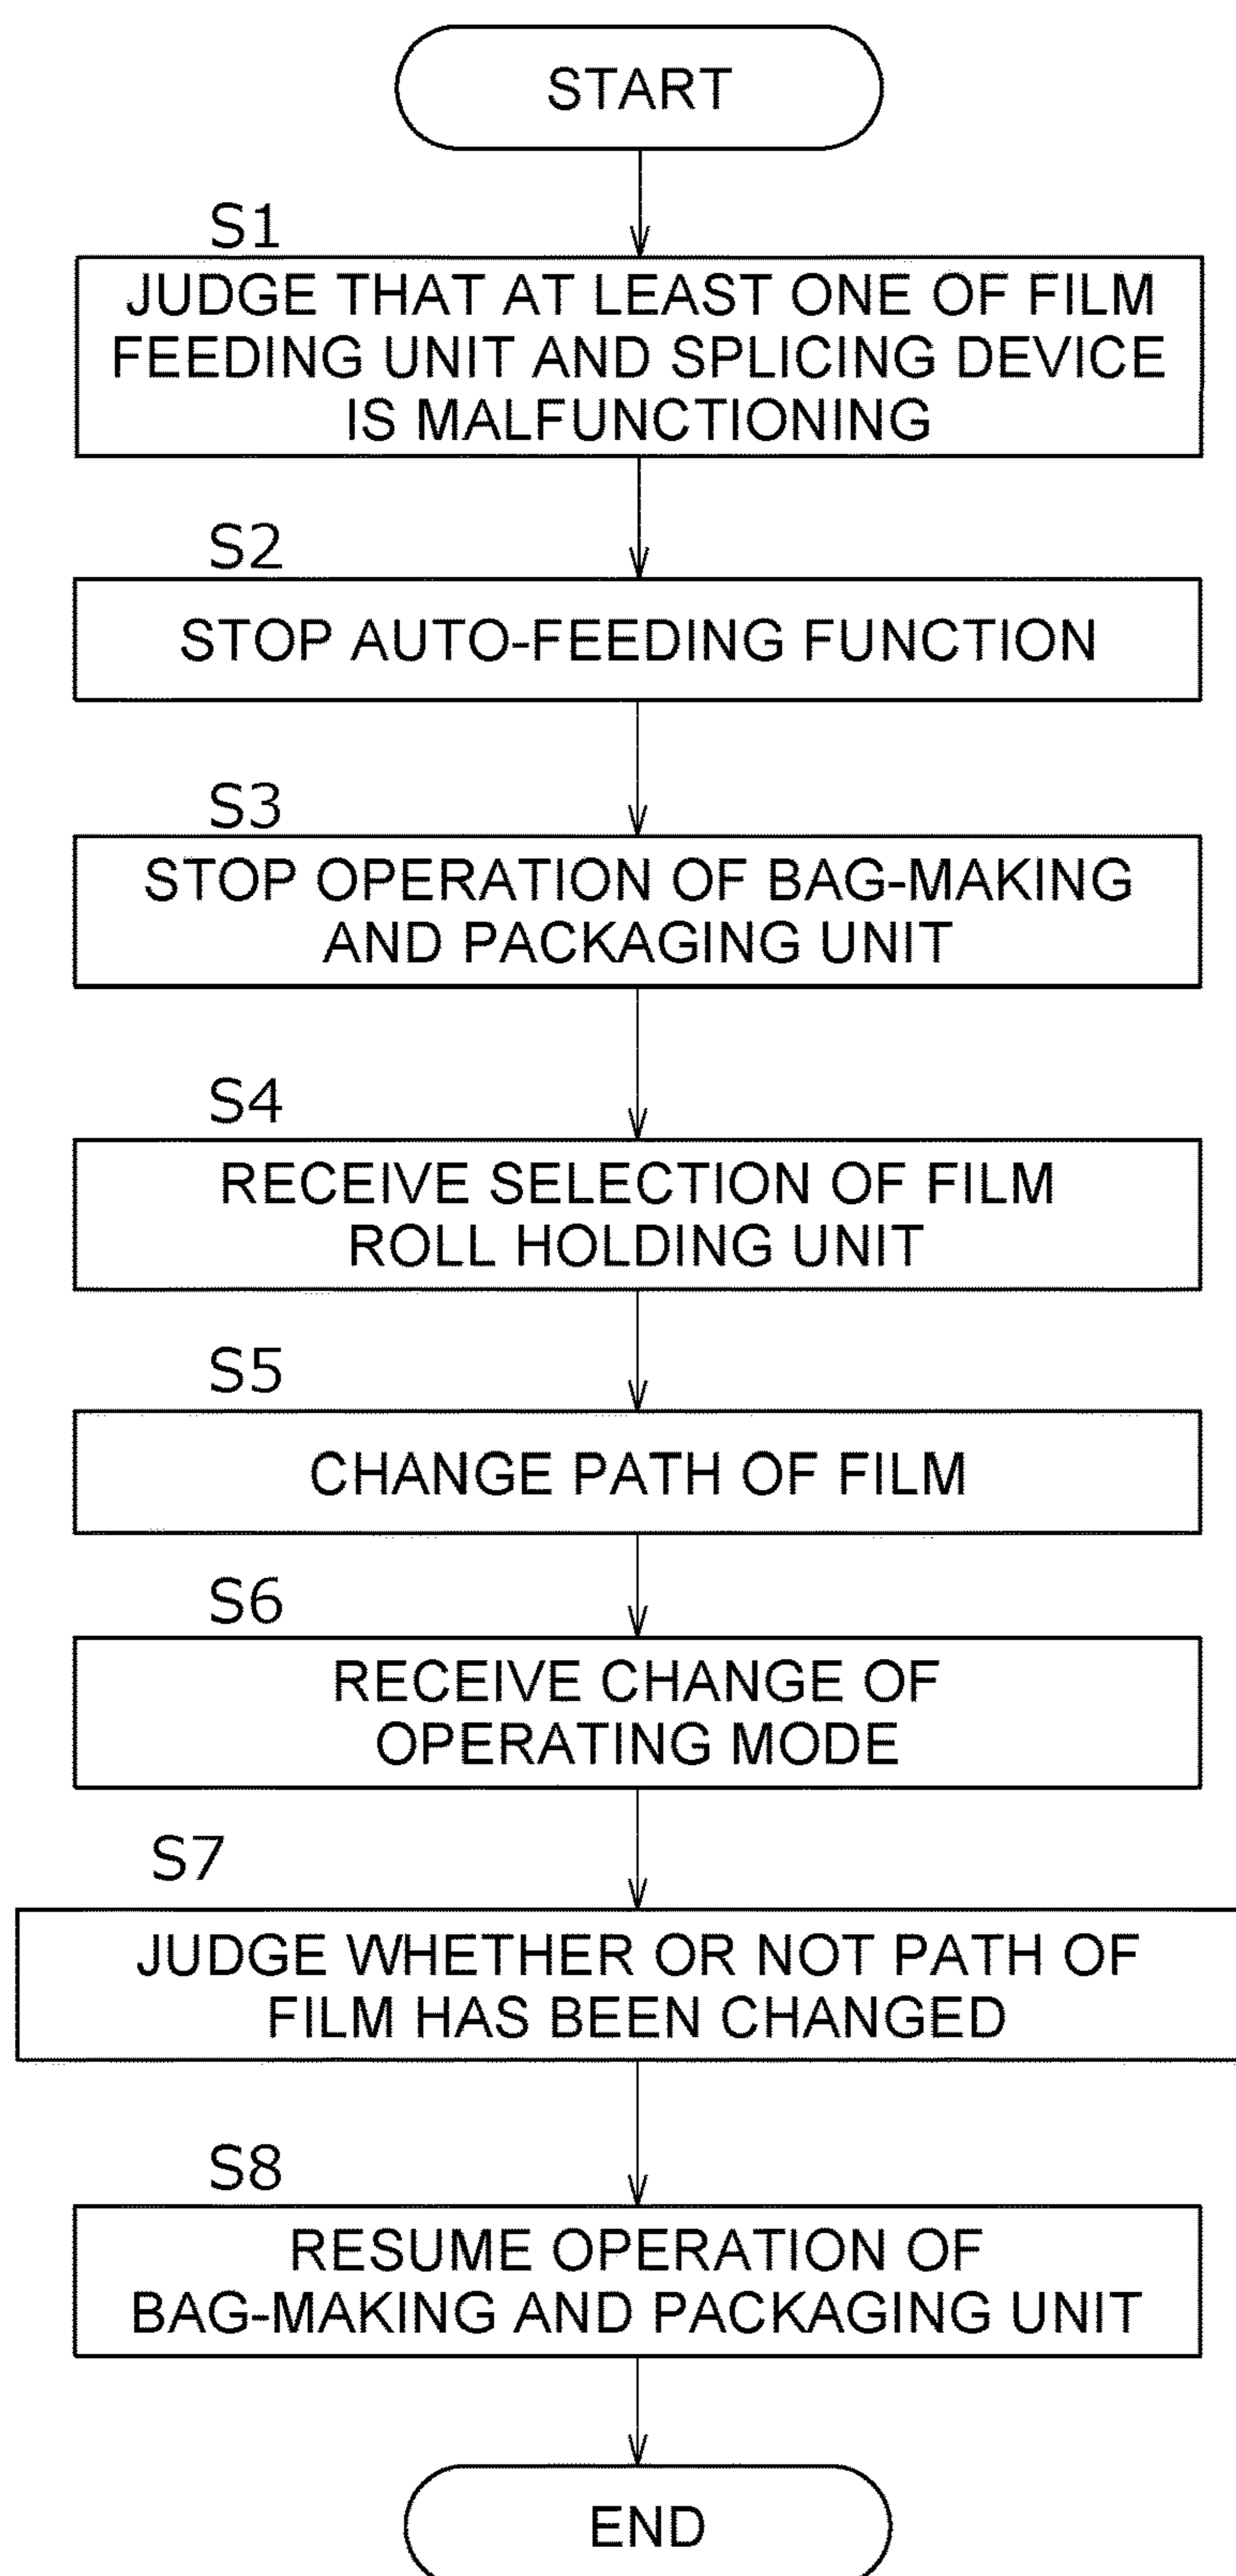 START
S1
JUDGE THAT AT LEAST ONE OF FILM
FEEDING UNIT AND SPLICING DEVICE
IS MALFUNCTIONING
S2
STOP AUTO-FEEDING FUNCTION
S3
STOP OPERATION OF BAG-MAKING
AND PACKAGING UNIT
S4
RECEIVE SELECTION OF FILM
ROLL HOLDING UNIT
S5
CHANGE PATH OF FILM
S6
RECEIVE CHANGE OF
OPERATING MODE
S7
JUDGE WHETHER OR NOT PATH OF
FILM HAS BEEN CHANGED
S8
RESUME OPERATION OF
BAG-MAKING AND PACKAGING UNIT
END